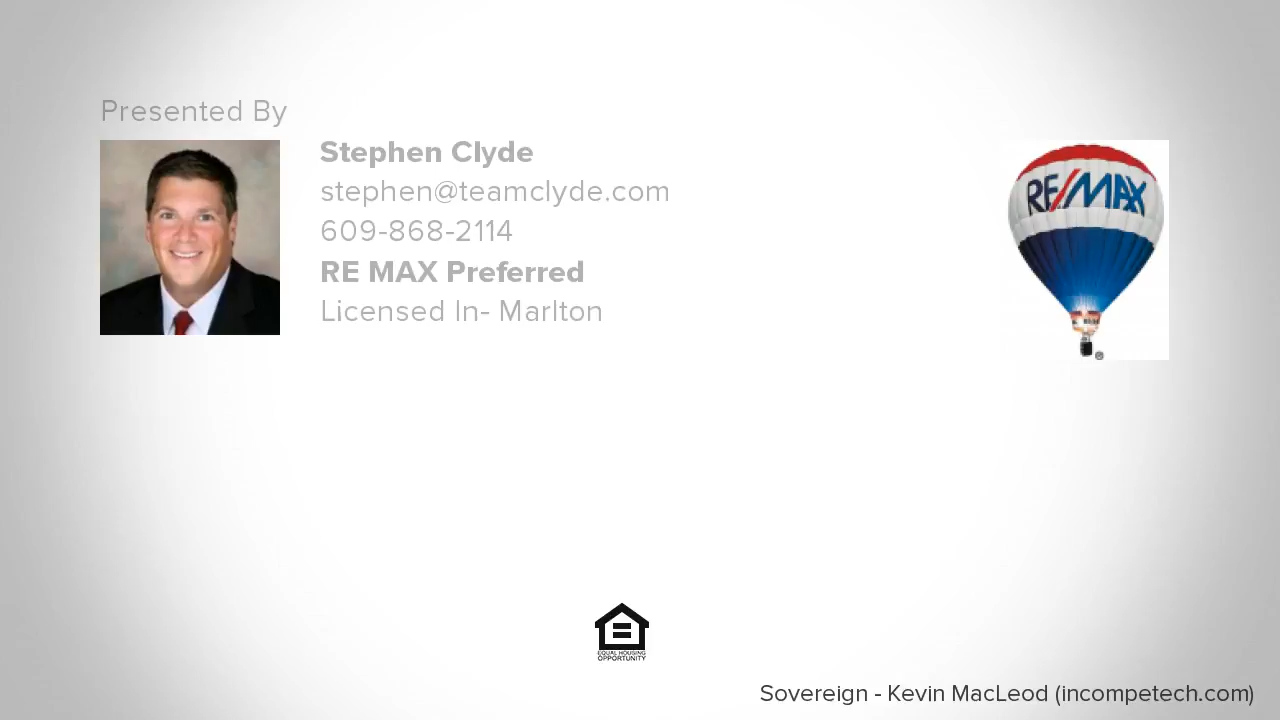 Presented By
Stephen Clyde
stephen@teamclyde.com
609-868-2114
RE MAX Preferred
Licensed In- Marlton
RE/MAX
EQUAL HOUSING
OPPORTUNITY
Sovereign - Kevin MacLeod (incompetech.com)